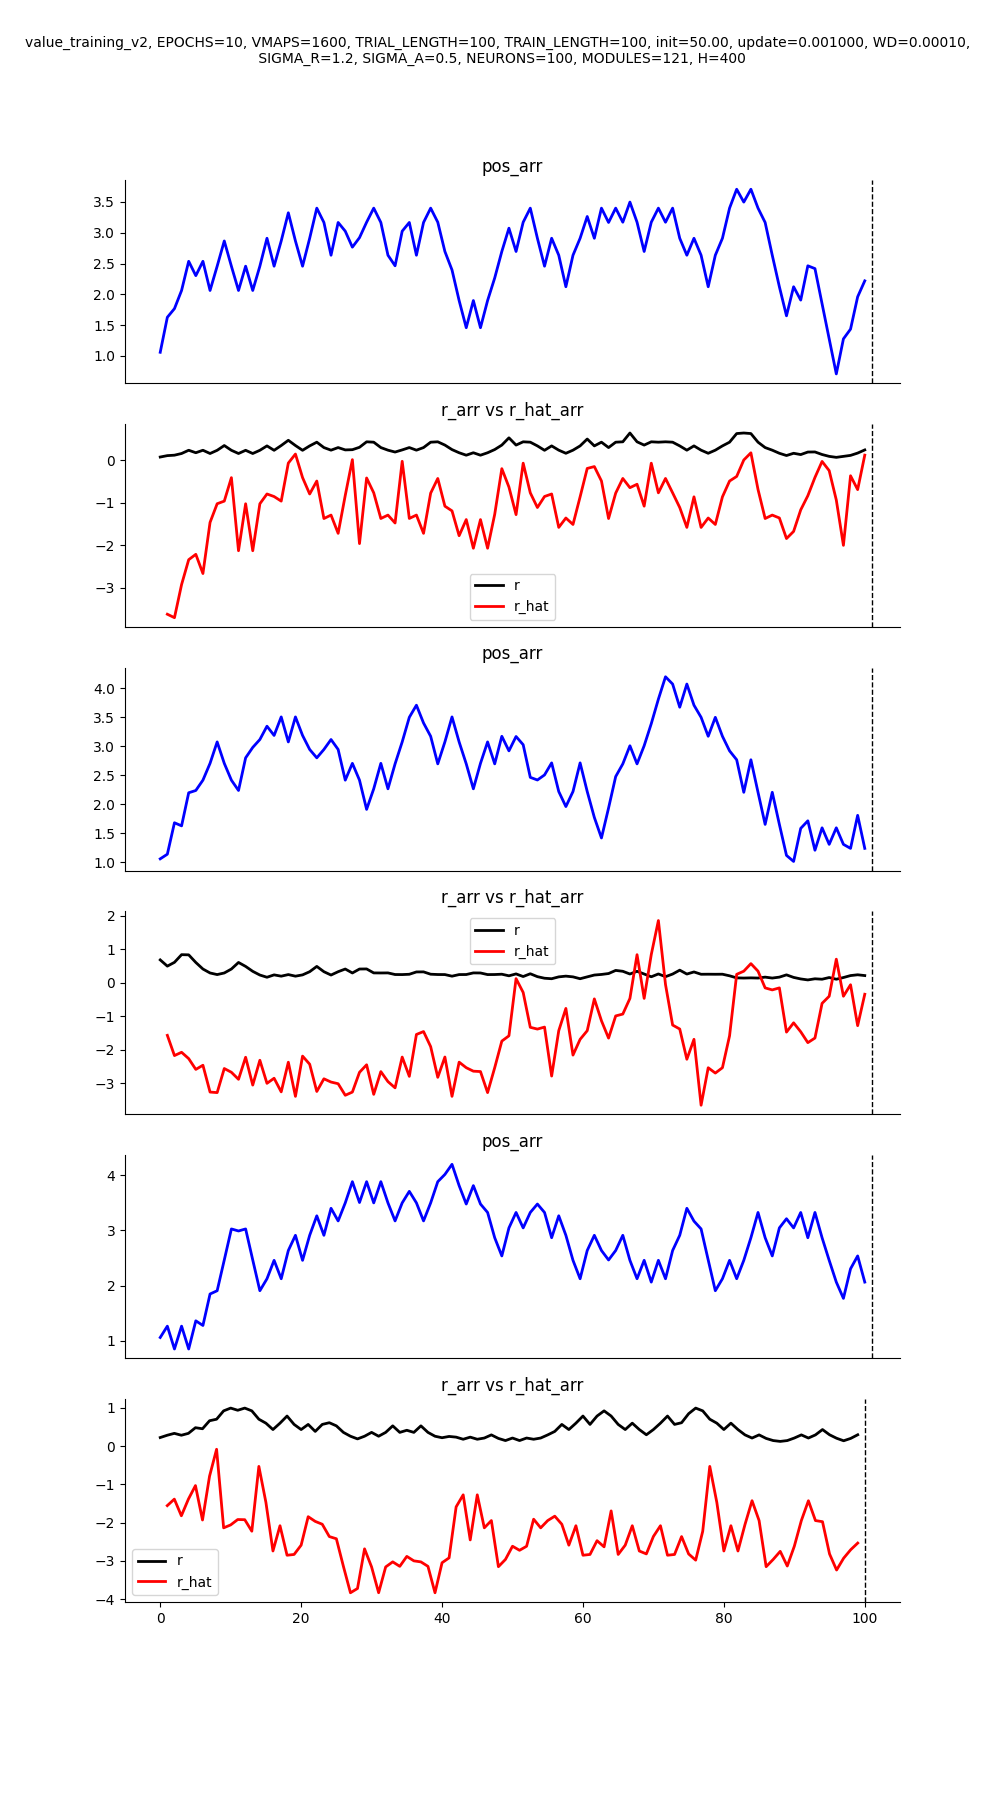 value_training_v2, EPOCHS=10, VMAPS=1600, TRIAL_LENGTH=100, TRAIN_LENGTH=100, init=50.00, update=0.001000, WD=0.00010,
SIGMA_R=1.2, SIGMA_A=0.5, NEURONS=100, MODULES=121, H=400
pos_arr
3.5
3.0
2.5
2.0
1.5
1.0
r_arr vs r_hat_arr
0
−1
−2
−3
r
r_hat
pos_arr
4.0
3.5
3.0
2.5
2.0
1.5
1.0
r_arr vs r_hat_arr
2
1
0
−1
−2
−3
r
r_hat
pos_arr
4
3
2
1
r_arr vs r_hat_arr
1
0
−1
−2
−3
−4
r
r_hat
0 20 40 60 80 100